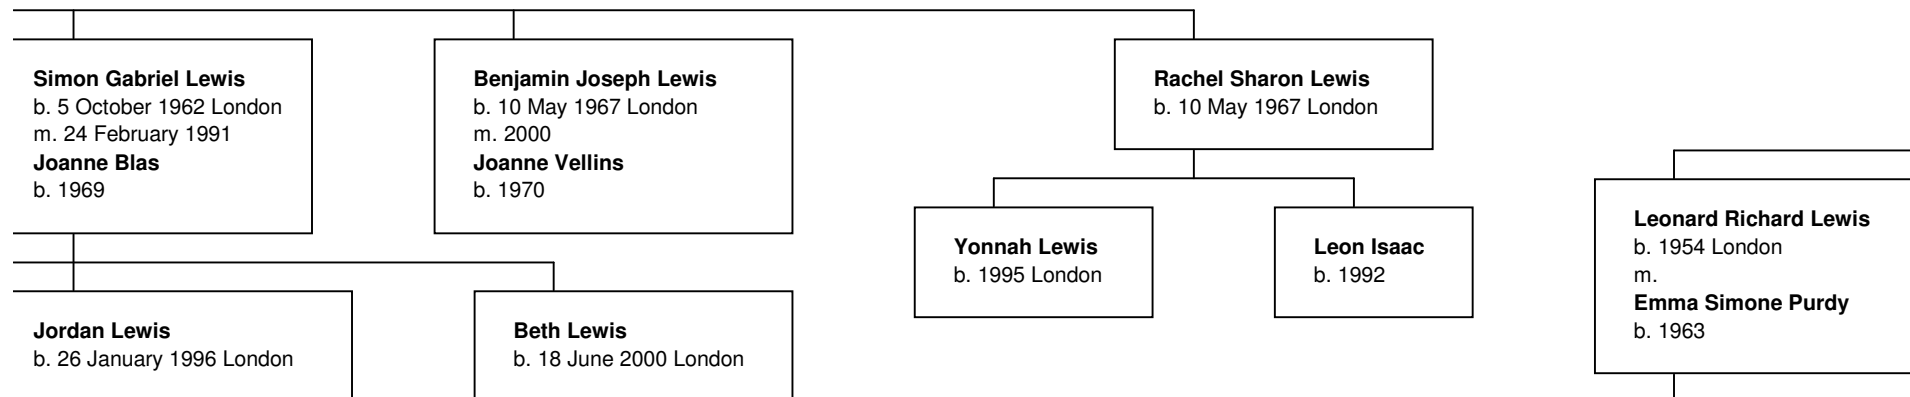 Simon Gabriel Lewis
b. 5 October 1962 London
m. 24 February 1991
Joanne Blas
b. 1969
Benjamin Joseph Lewis
b. 10 May 1967 London
m. 2000
Joanne Vellins
b. 1970
Rachel Sharon Lewis
b. 10 May 1967 London
Yonnah Lewis
b. 1995 London
Leon Isaac
b. 1992
Leonard Richard Lewis
b. 1954 London
m.
Emma Simone Purdy
b. 1963
Jordan Lewis
b. 26 January 1996 London
Beth Lewis
b. 18 June 2000 London